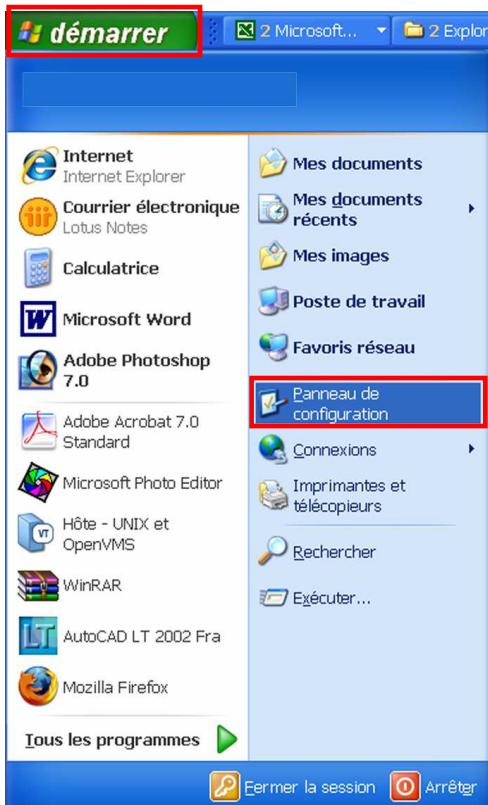 démarrer
2 Microsoft...
2 Explor
Internet
Internet Explorer
Courrier électronique
Lotus Notes
Calculatrice
Microsoft Word
Adobe Photoshop
7.0
Adobe Acrobat 7.0
Standard
Microsoft Photo Editor
Hôte - UNIX et
OpenVMS
WinRAR
AutoCAD LT 2002 Fra
Mozilla Firefox
Tous les programmes
Mes documents
Mes documents
récents
Mes images
Poste de travail
Favoris réseau
Panneau de
configuration
Connexions
Imprimantes et
télécopieurs
Rechercher
Exécuter...
Fermer la session
Arrêter